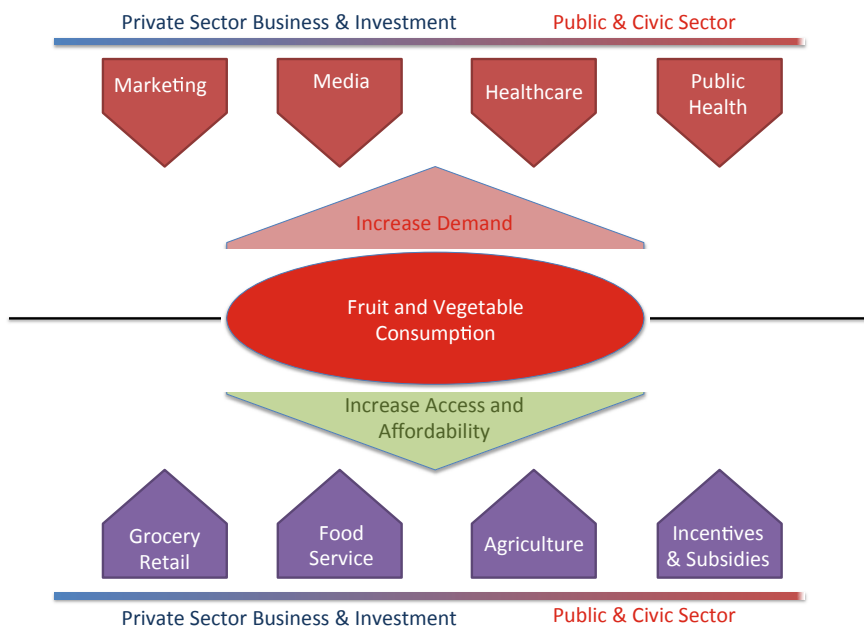 Private Sector Business & Investment
Public & Civic Sector
Marketing
Media
Healthcare
Public
Health
Increase Demand
Fruit and Vegetable
Consumption
Increase Access and
Affordability
Grocery
Retail
Food
Service
Agriculture
Incentives
& Subsidies
Private Sector Business & Investment
Public & Civic Sector